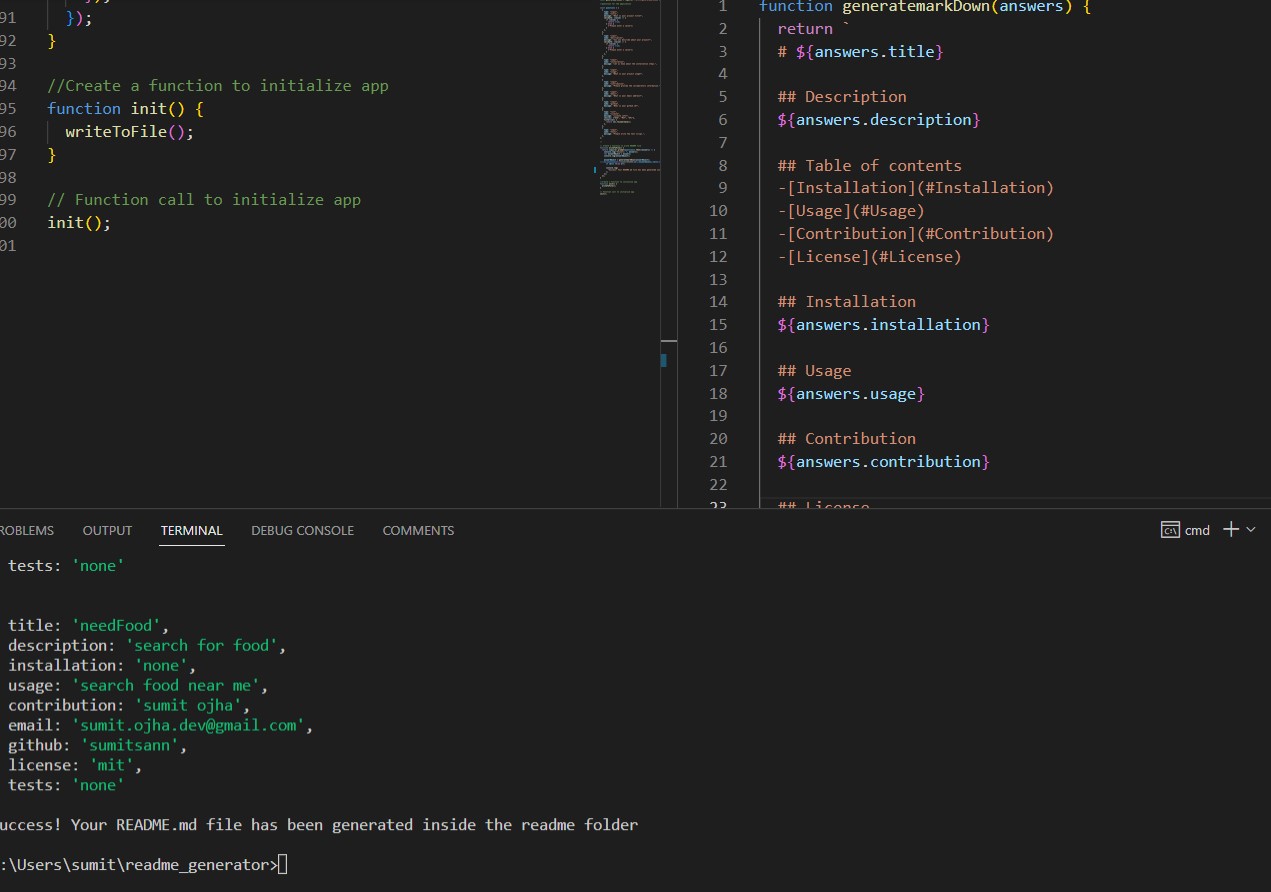 91 });
92 }
93
94 //Create a function to initialize app
95 function init() {
96 writeToFile();
97 }
98
99 // Function call to initialize app
00 init();
01
1 function generatemarkDown(answers) {
2 return `
3 # ${answers.title}
4
5 ## Description
6 ${answers.description}
7
8 ## Table of contents
9 -[Installation](#Installation)
10 -[Usage](#Usage)
11 -[Contribution](#Contribution)
12 -[License](#License)
13
14 ## Installation
15 ${answers.installation}
16
17 ## Usage
18 ${answers.usage}
19
20 ## Contribution
21 ${answers.contribution}
22
23 ## License
ROBLEMS OUTPUT TERMINAL DEBUG CONSOLE COMMENTS cmd
tests: 'none'
title: 'needFood',
description: 'search for food',
installation: 'none',
usage: 'search food near me',
contribution: 'sumit ojha',
email: 'sumit.ojha.dev@gmail.com',
github: 'sumitsann',
license: 'mit',
tests: 'none'
uccess! Your README.md file has been generated inside the readme folder
:\Users\sumit\readme_generator>